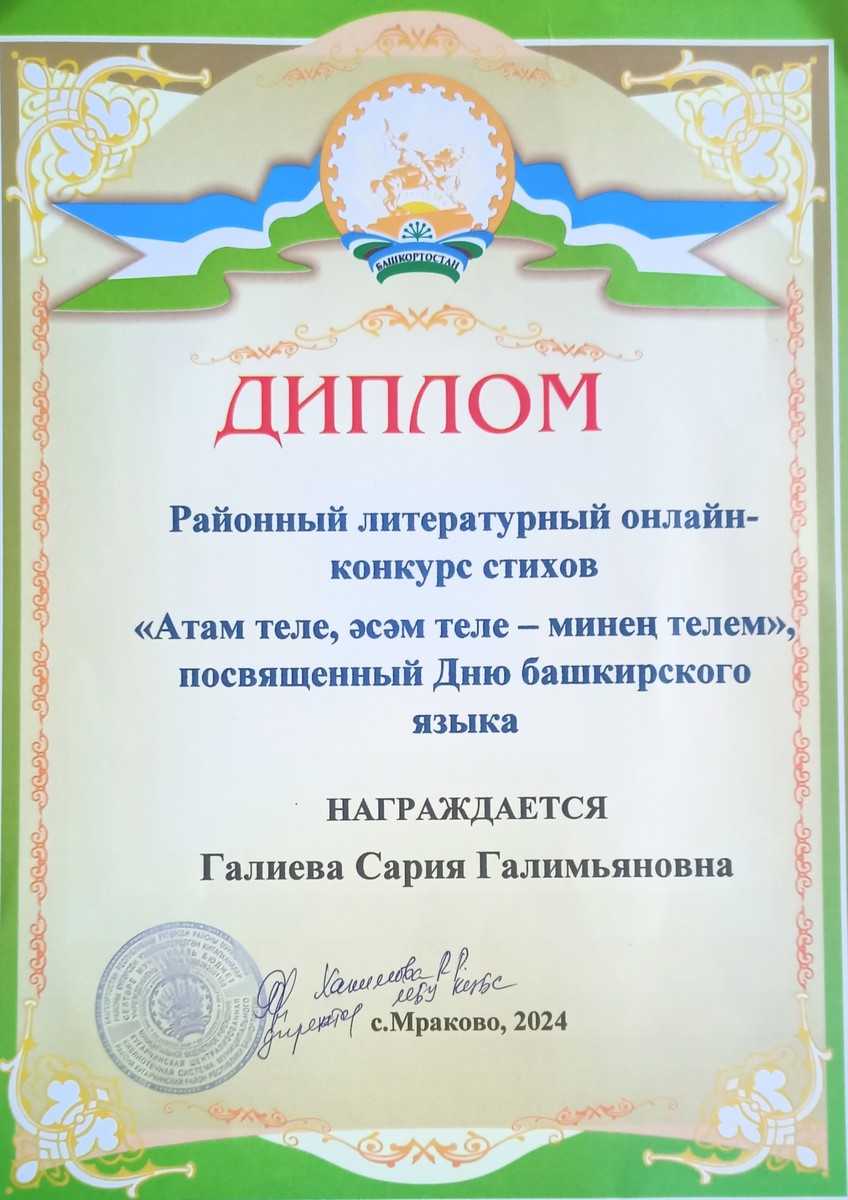 БАШКОРТОСТАН
ДИПЛОМ
Районный литературный онлайн-
конкурс стихов
«Атам теле, әсәм теле – минең телем»,
посвященный Дню башкирского
языка
НАГРАЖДАЕТСЯ
Галиева Сария Галимьяновна
директор
с.Мраково, 2024